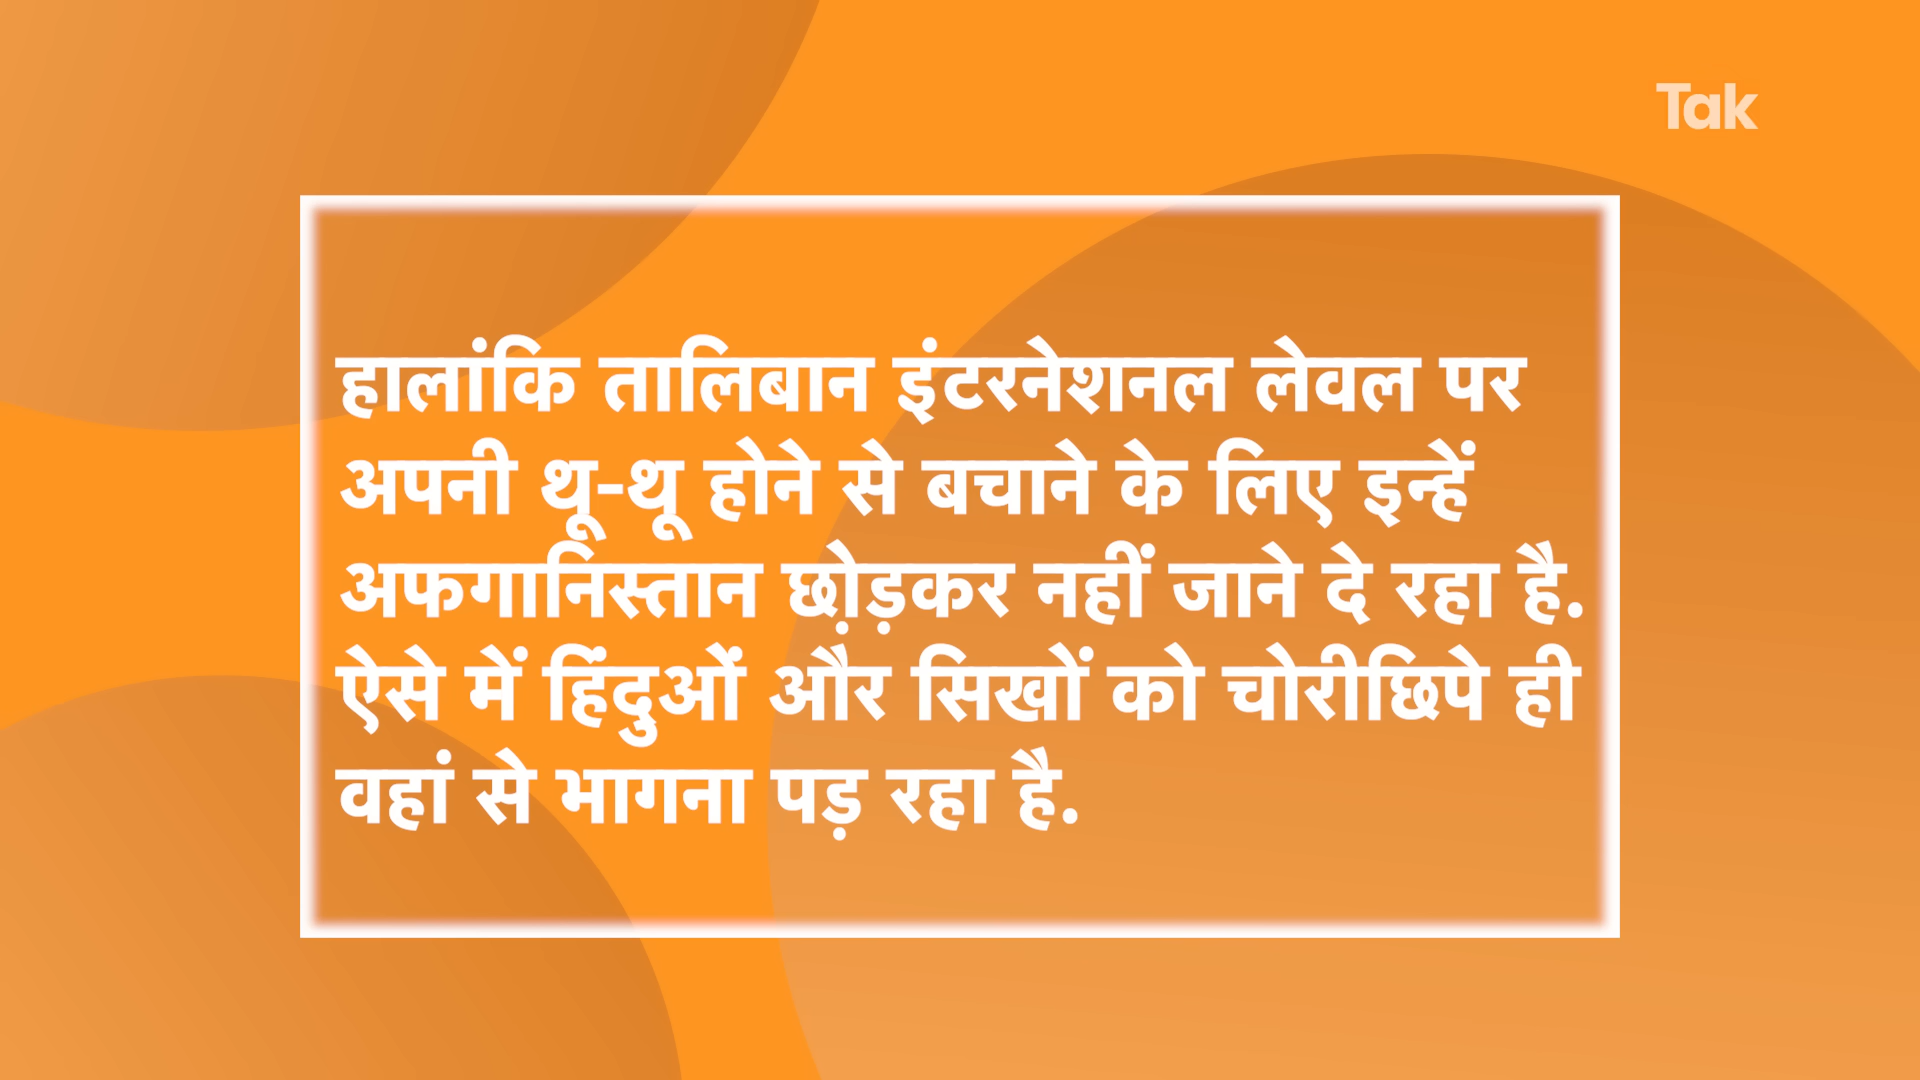 Tak
हालांकि तालिबान इंटरनेशनल लेवल पर
अपनी थू-थू होने से बचाने के लिए इन्हें
अफगानिस्तान छो़ड़कर नहीं जाने दे रहा है.
ऐसे में हिंदुओं और सिखों को चोरीछिपे ही
वहां से भागना पड़ रहा है.